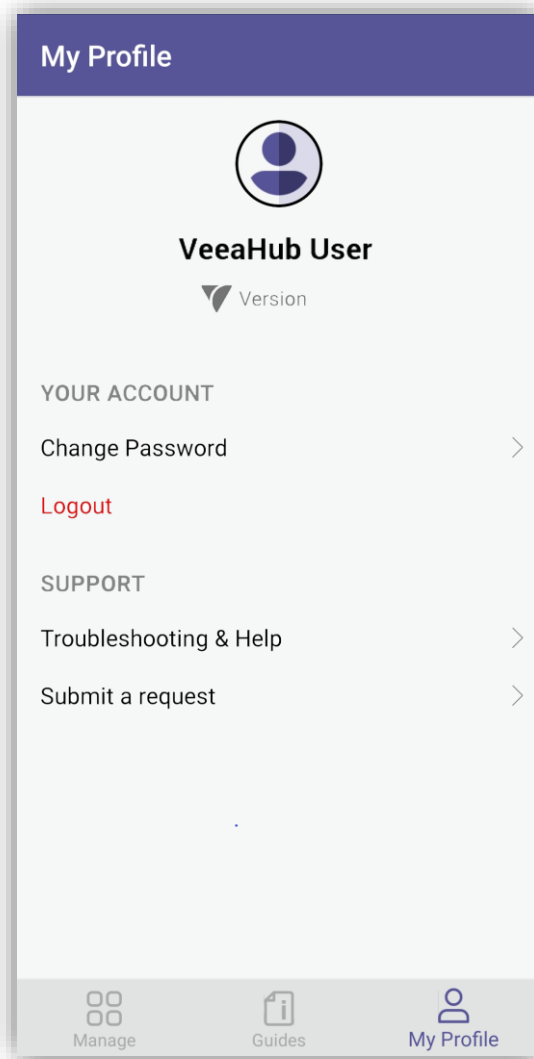 My Profile
VeeaHub User
Version
YOUR ACCOUNT
Change Password
Logout
SUPPORT
Troubleshooting & Help
Submit a request
Manage
Guides
My Profile